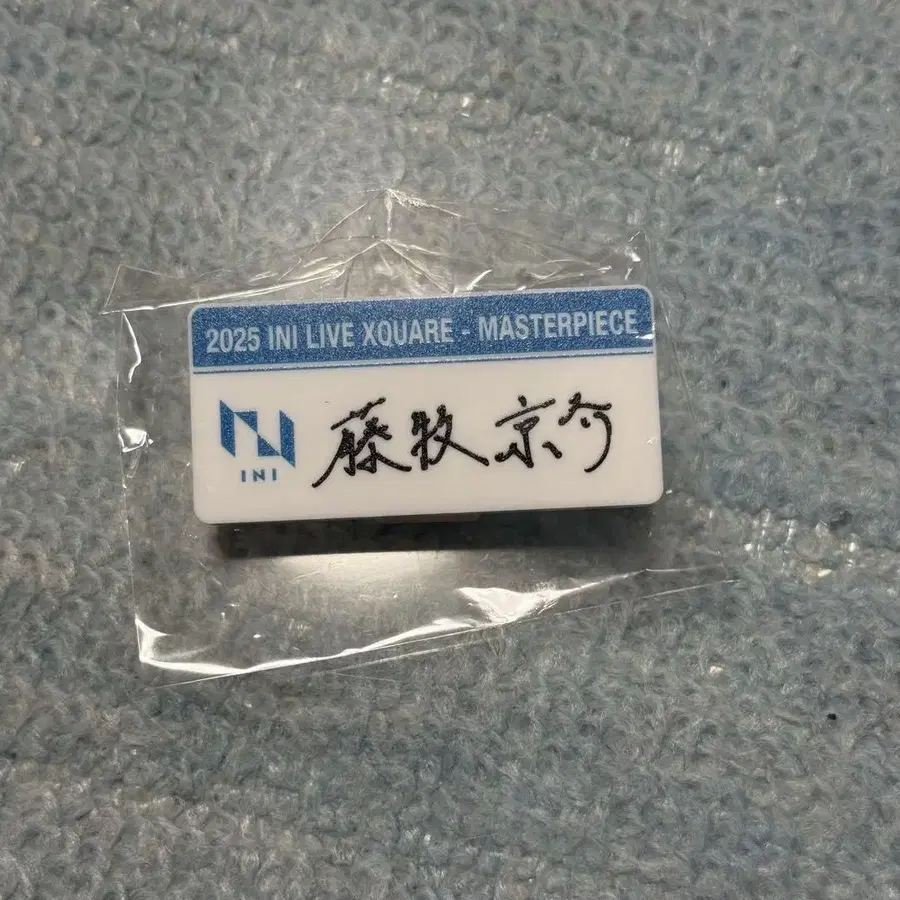 2025 INI LIVE XQUARE - MASTERPIECE
INI
藤牧 京介